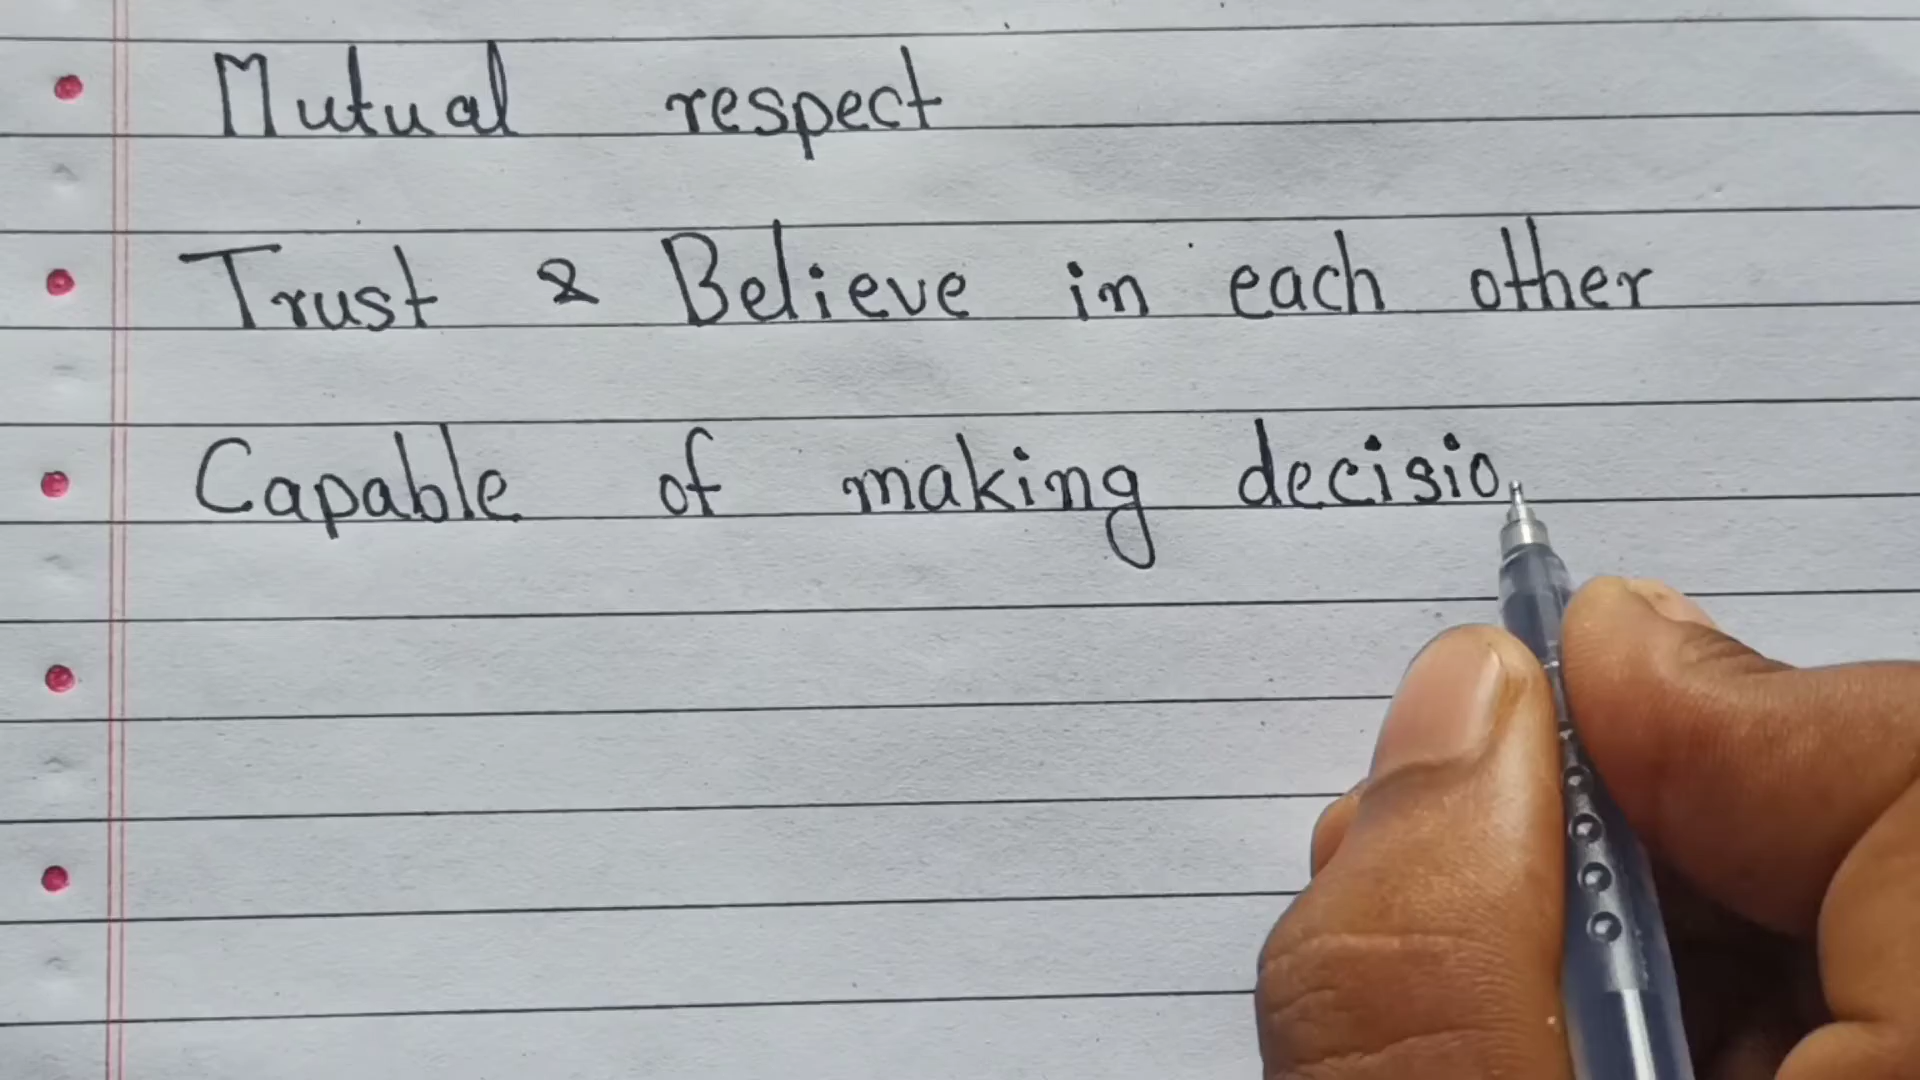 Mutual respect
Trust & Believe in each other
Capable of making decisio